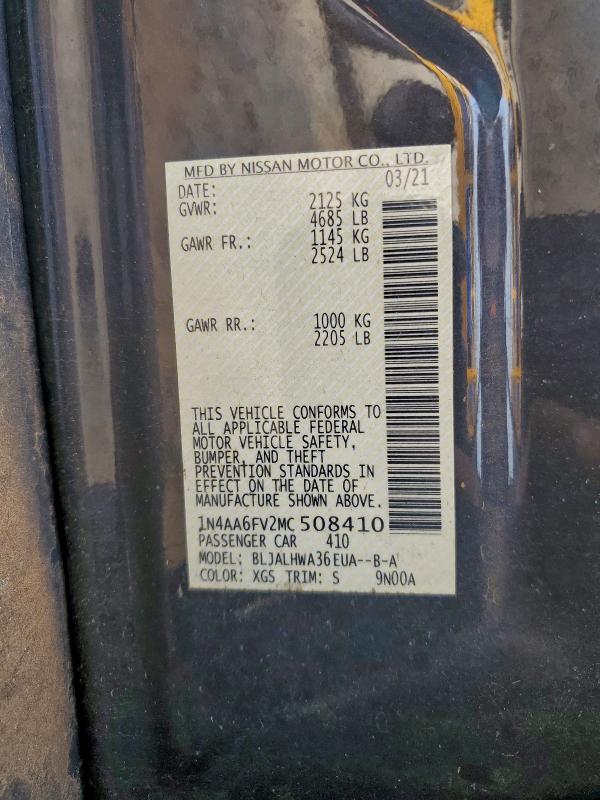 MFD BY NISSAN MOTOR CO., LTD.
DATE: 03/21
GVWR: 2125 KG
4685 LB
GAWR FR.: 1145 KG
2524 LB
GAWR RR.: 1000 KG
2205 LB
THIS VEHICLE CONFORMS TO
ALL APPLICABLE FEDERAL
MOTOR VEHICLE SAFETY,
BUMPER, AND THEFT
PREVENTION STANDARDS IN
EFFECT ON THE DATE OF
MANUFACTURE SHOWN ABOVE.
1N4AA6FV2MC508410
PASSENGER CAR 410
MODEL: BLJALHWA36EUA--B-A
COLOR: XGS TRIM: S 9N00A